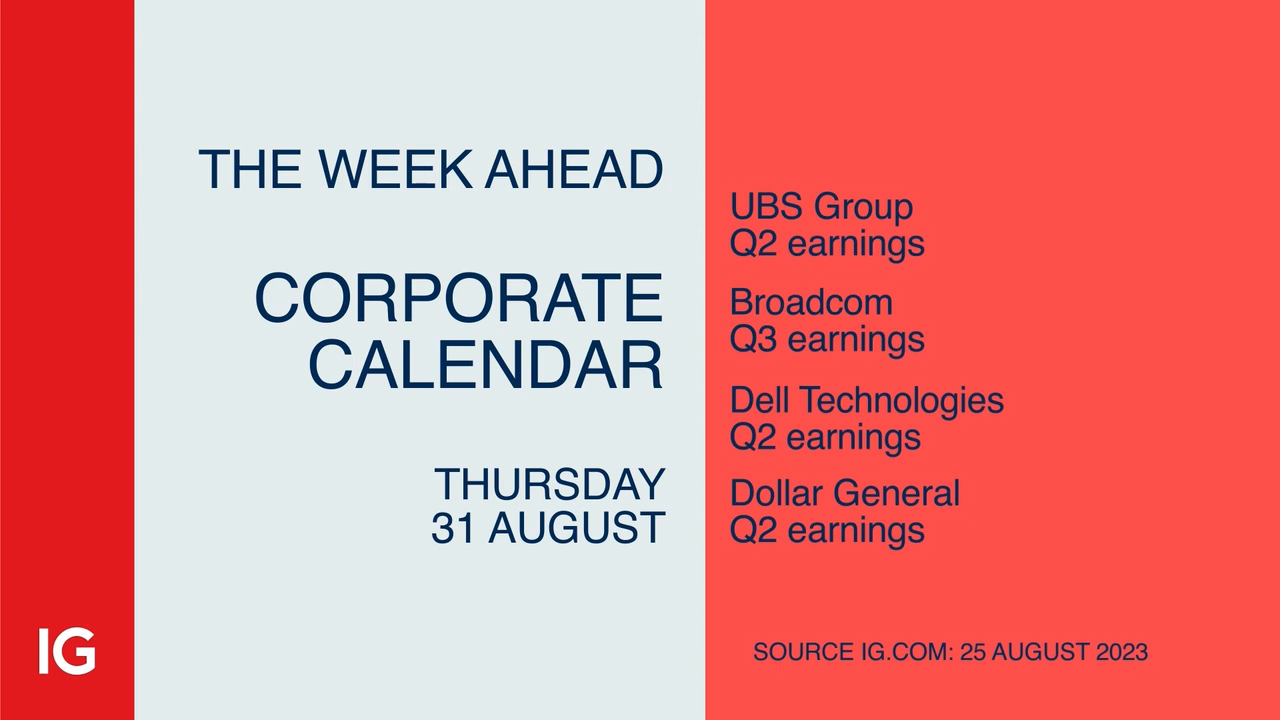 THE WEEK AHEAD
CORPORATE
CALENDAR
THURSDAY
31 AUGUST
UBS Group
Q2 earnings
Broadcom
Q3 earnings
Dell Technologies
Q2 earnings
Dollar General
Q2 earnings
SOURCE IG.COM: 25 AUGUST 2023
IG